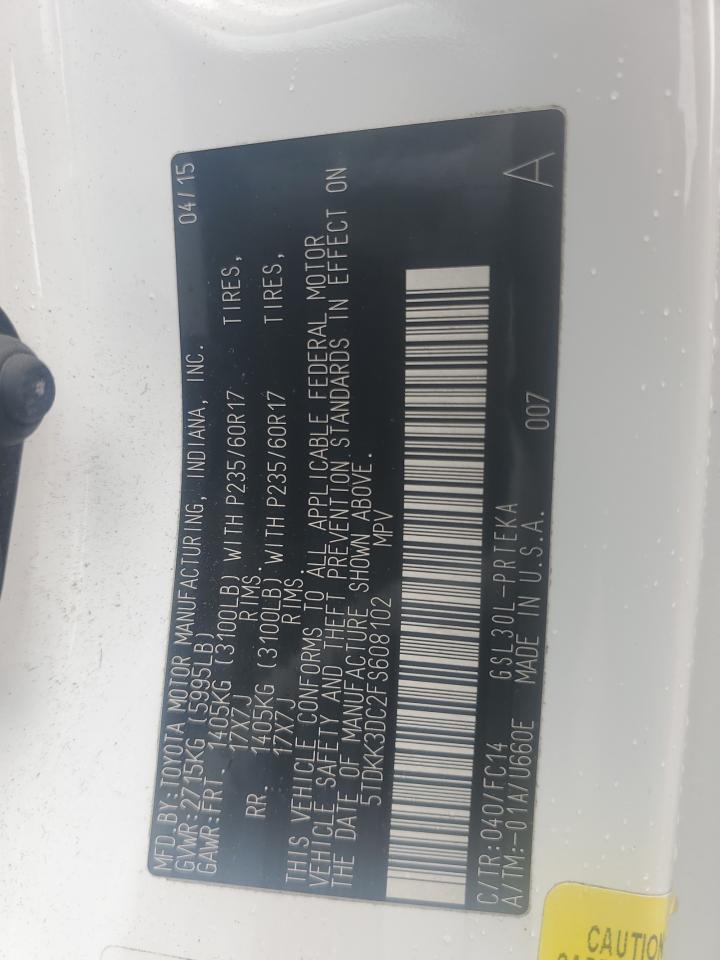 MFD.BY:TOYOTA MOTOR MANUFACTURING, INDIANA, INC. 04/15
GVWR:2715KG (5995LB)
GAWR:FRT. 1405KG (3100LB) WITH P235/60R17 TIRES,
17X7J RIMS.
RR. 1405KG (3100LB) WITH P235/60R17 TIRES,
17X7J RIMS.
THIS VEHICLE CONFORMS TO ALL APPLICABLE FEDERAL MOTOR
VEHICLE SAFETY AND THEFT PREVENTION STANDARDS IN EFFECT ON
THE DATE OF MANUFACTURE SHOWN ABOVE.
5TDKK3DC2FS608102 MPV
C/TR:040/FC14 GSL30L-PRTEKA
A/TM:-01A/U660E MADE IN U.S.A. 007 A
CAUTION